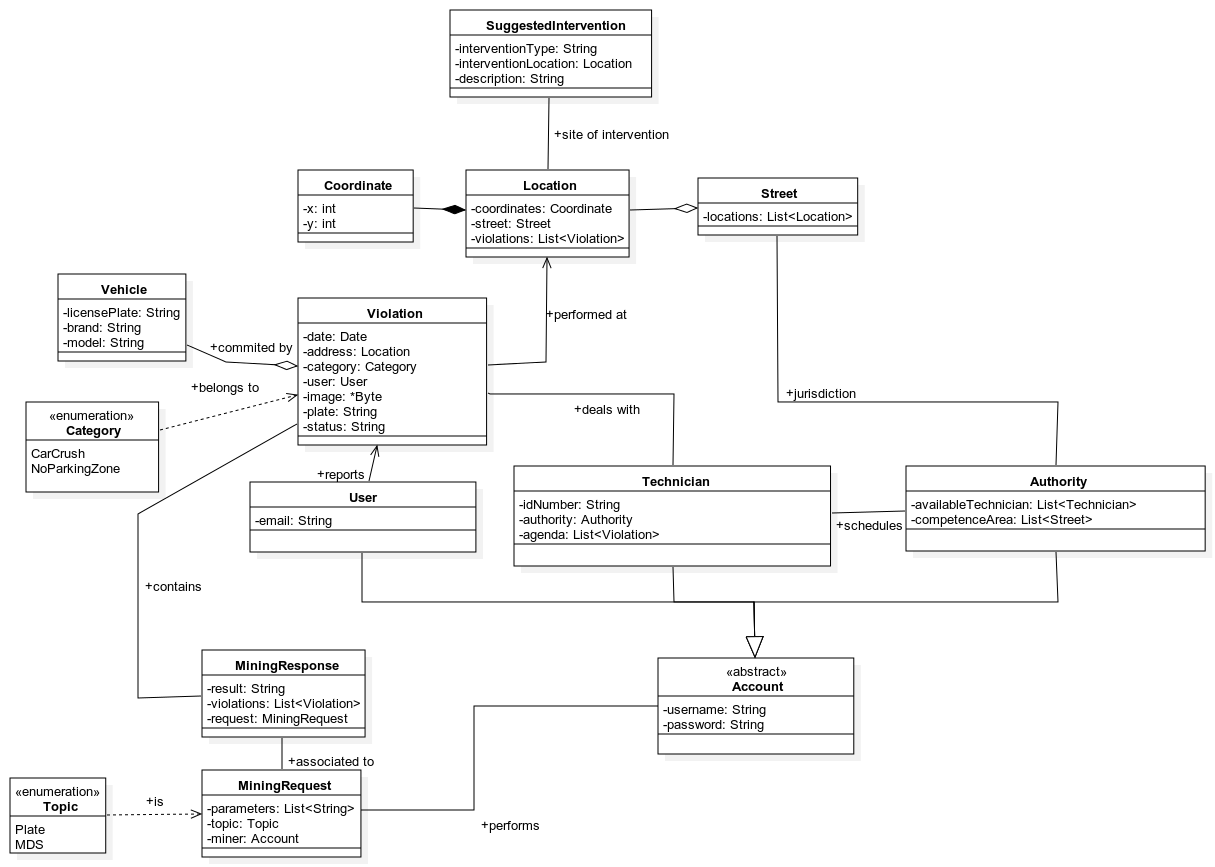 SuggestedIntervention
-interventionType: String
-interventionLocation: Location
-description: String
+site of intervention
Coordinate
-x: int
-y: int
Location
-coordinates: Coordinate
-street: Street
-violations: List<Violation>
Street
-locations: List<Location>
Vehicle
-licensePlate: String
-brand: String
-model: String
+commited by
Violation
-date: Date
-address: Location
-category: Category
-user: User
-image: *Byte
-plate: String
-status: String
+performed at
+belongs to
«enumeration»
Category
CarCrush
NoParkingZone
+deals with
+jurisdiction
+reports
User
-email: String
Technician
-idNumber: String
-authority: Authority
-agenda: List<Violation>
+schedules
Authority
-availableTechnician: List<Technician>
-competenceArea: List<Street>
+contains
MiningResponse
-result: String
-violations: List<Violation>
-request: MiningRequest
«abstract»
Account
-username: String
-password: String
+associated to
«enumeration»
Topic
Plate
MDS
+is
MiningRequest
-parameters: List<String>
-topic: Topic
-miner: Account
+performs